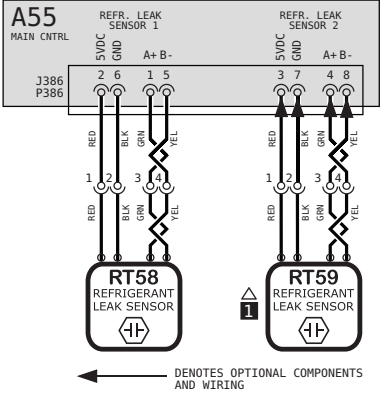 A55
MAIN CNTRL
REFR. LEAK
SENSOR 1
REFR. LEAK
SENSOR 2
5VDC
GND
A+ B-
5VDC
GND
A+ B-
J386
P386
2 6 1 5
3 7 4 8
RED
BLK
GRN
YEL
RED
BLK
GRN
YEL
1 2 3 4
1 2 3 4
RED
BLK
GRN
YEL
RED
BLK
GRN
YEL
RT58
REFRIGERANT
LEAK SENSOR
RT59
REFRIGERANT
LEAK SENSOR
1
DENOTES OPTIONAL COMPONENTS
AND WIRING